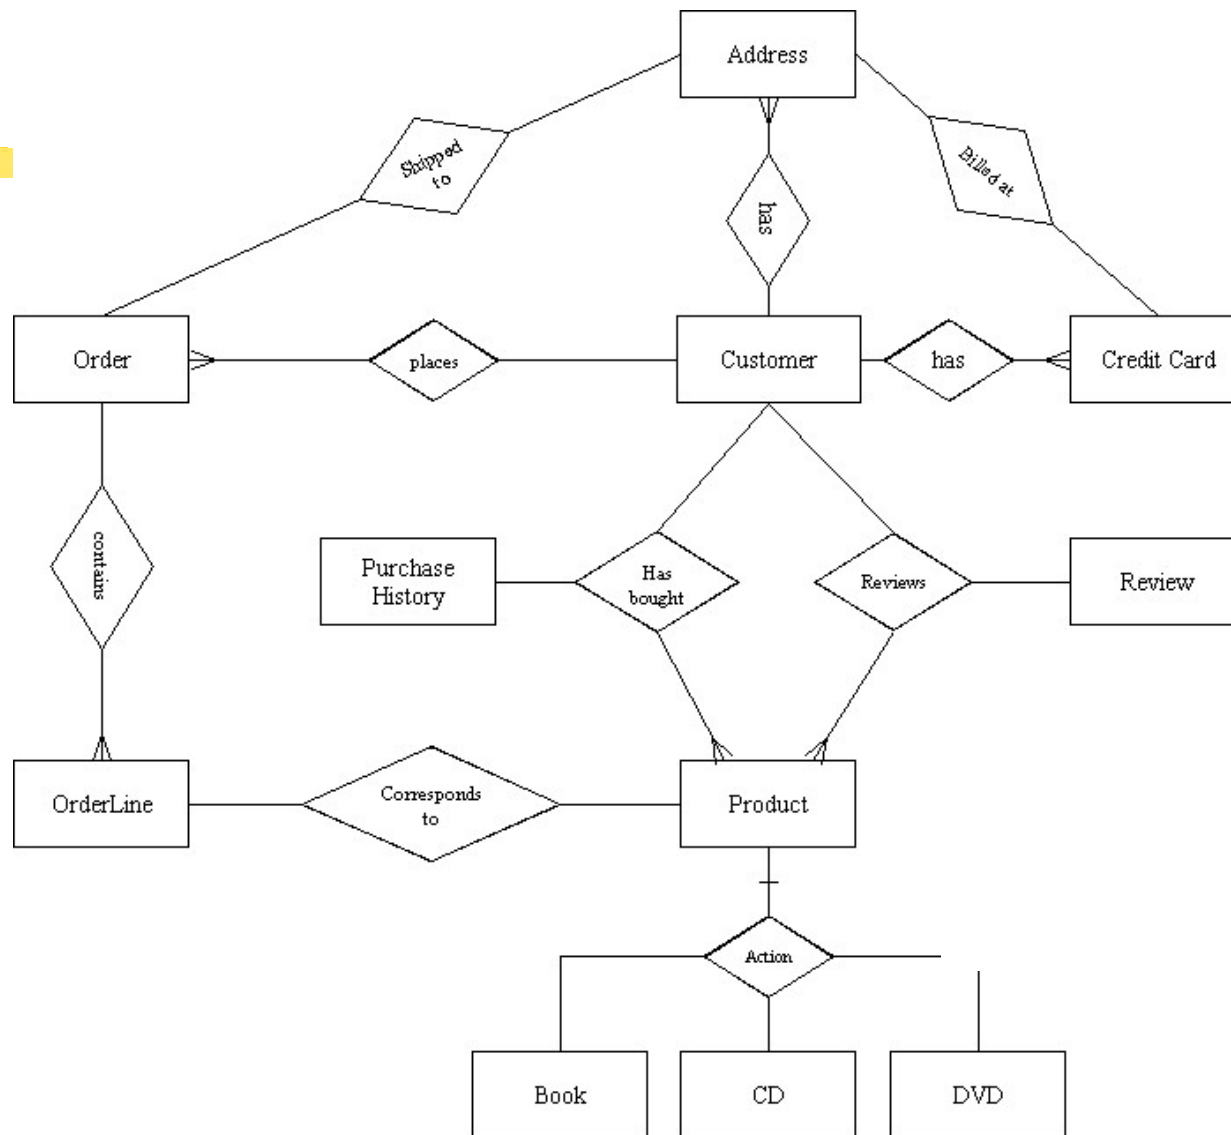 Address
Shipped
to
has
Billed at
Order
places
Customer
has
Credit Card
contains
Purchase
History
Has
bought
Reviews
Review
OrderLine
Corresponds
to
Product
Action
Book
CD
DVD